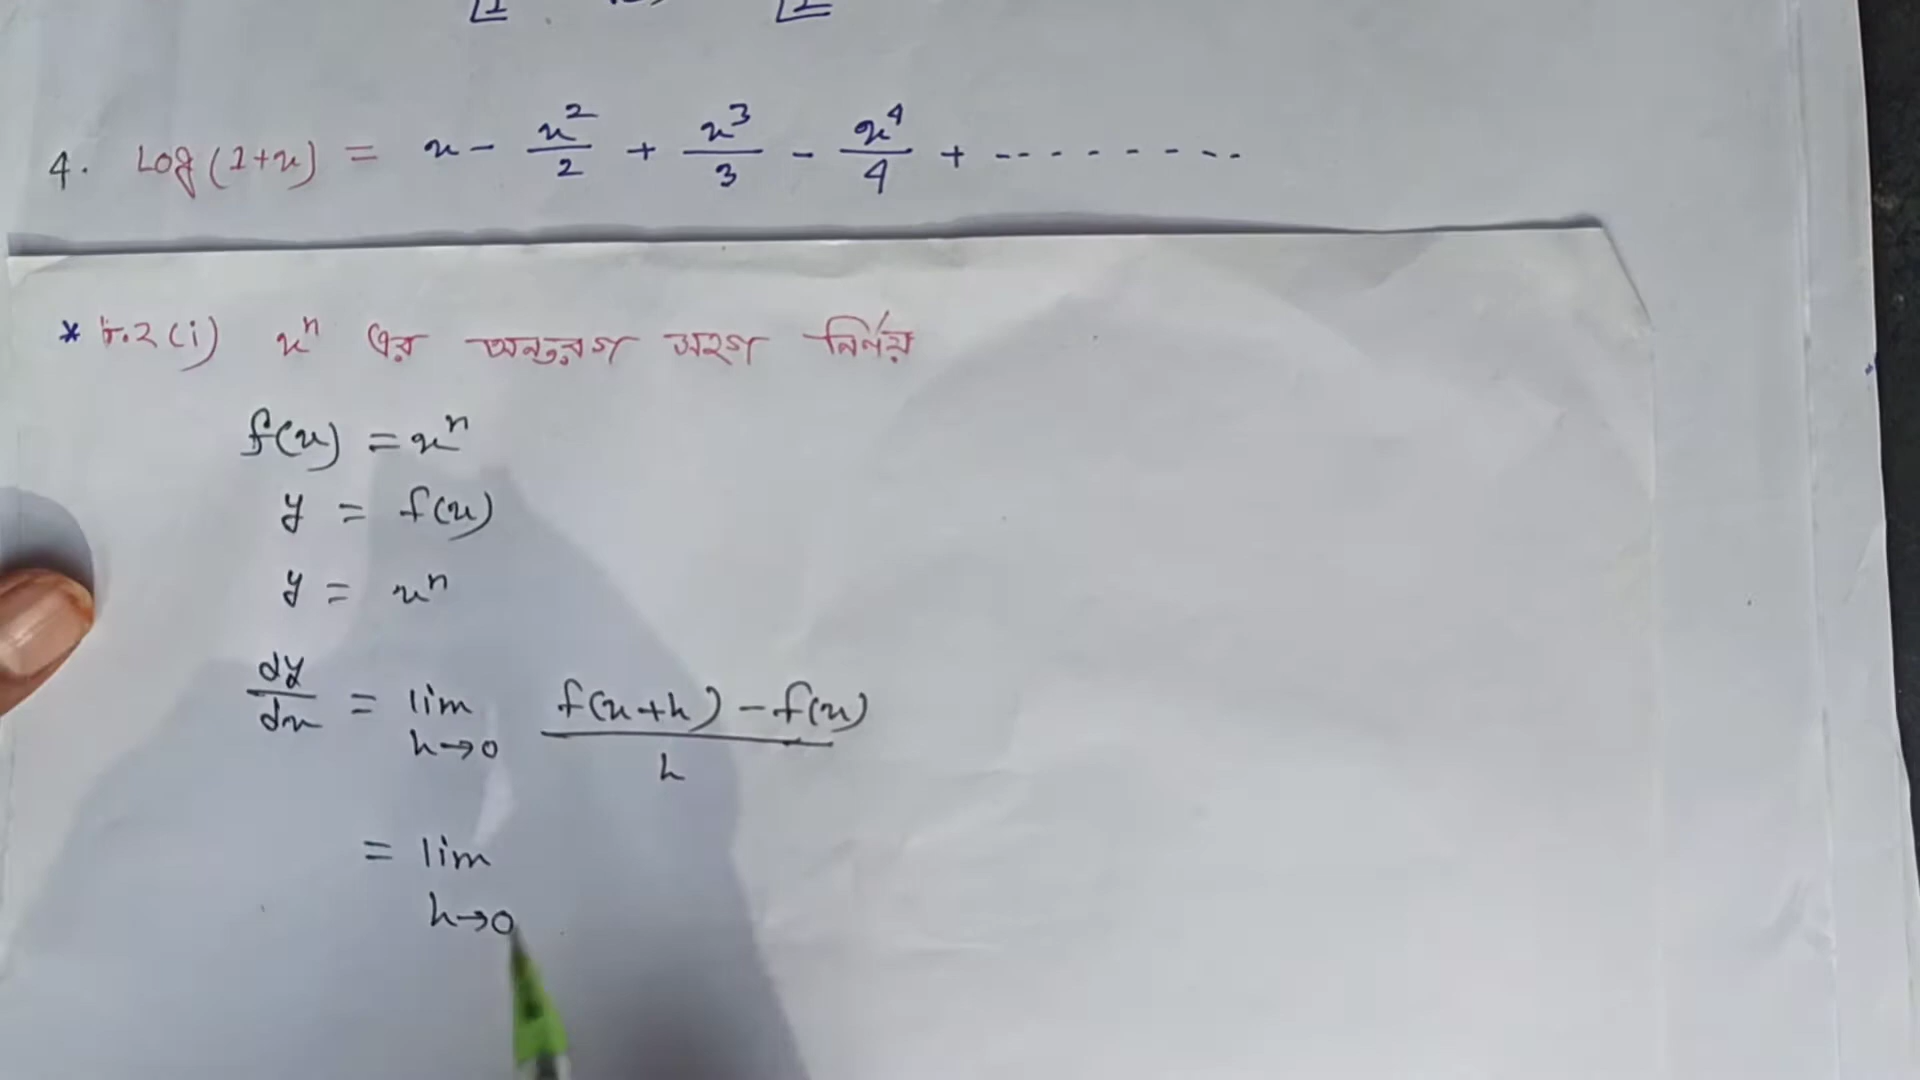 4. Log(1+x) = x - x²/2 + x³/3 - x⁴/4 + ---------
* ৮.২(i) xⁿ এর অন্তরগ সহগ নির্ণয়
f(x) = xⁿ
y = f(x)
y = xⁿ
dy/dx = lim h→0 f(x+h) - f(x) / h
= lim h→0